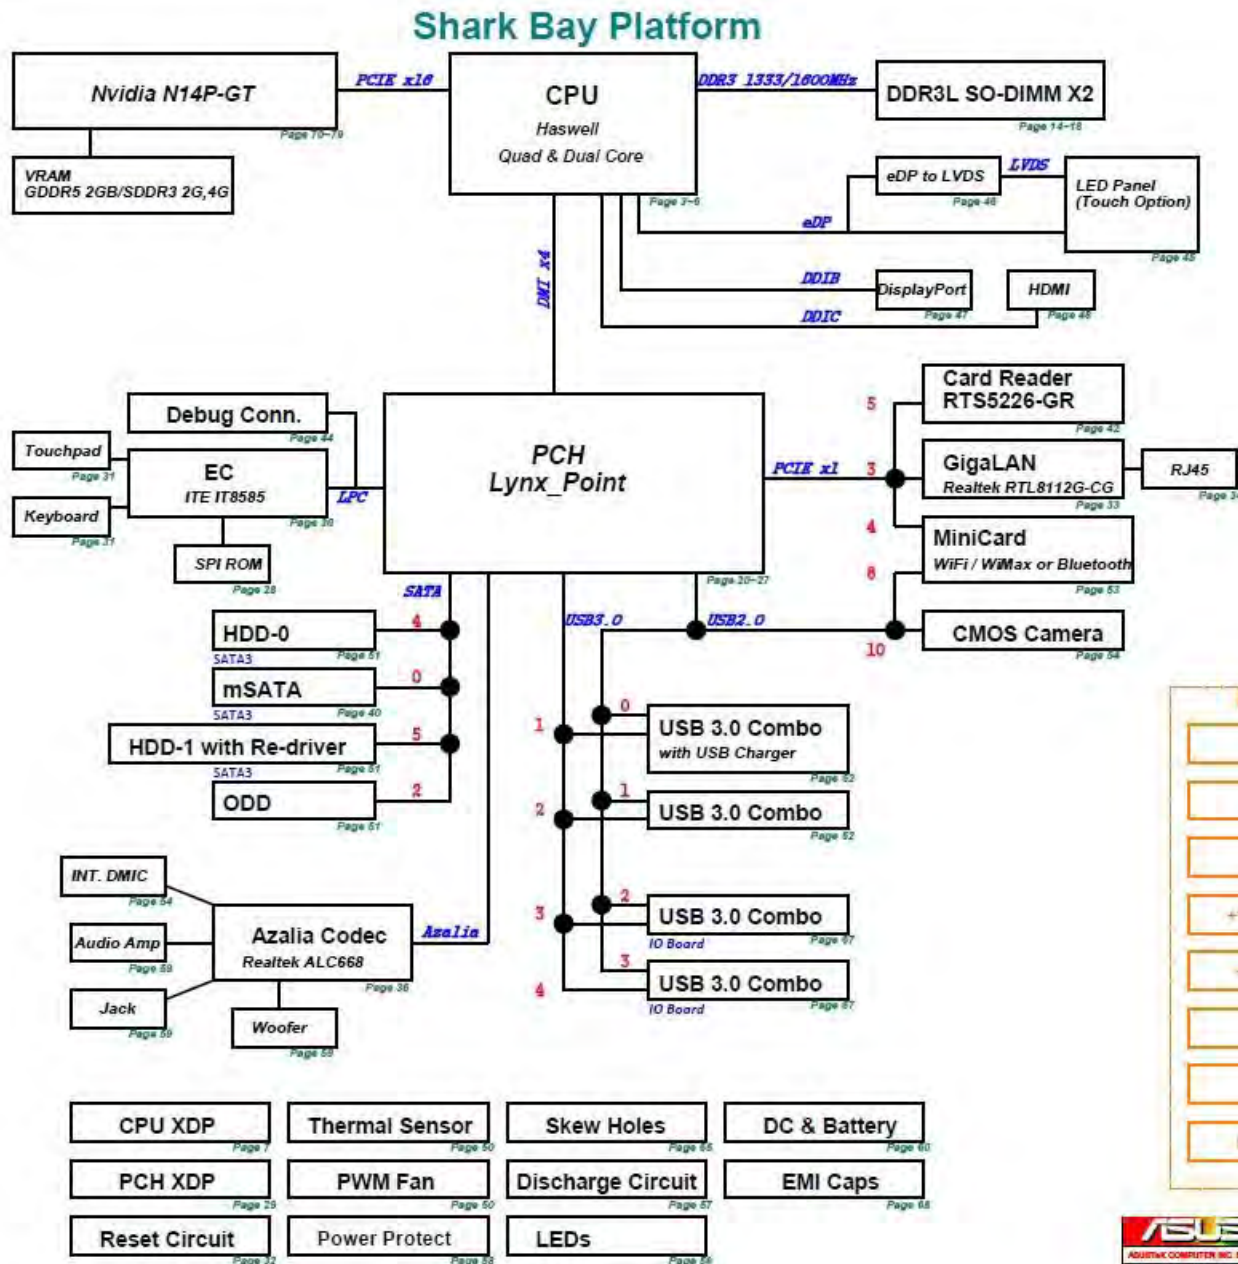 Shark Bay Platform
Nvidia N14P-GT
Page 70~79
PCIE x16
CPU
Haswell
Quad & Dual Core
Page 3~6
DDR3 1333/1600MHz
DDR3L SO-DIMM X2
Page 14~18
VRAM
GDDR5 2GB/SDDR3 2G,4G
eDP to LVDS
Page 46
LVDS
LED Panel
(Touch Option)
Page 45
eDP
DMI x4
DDIB
DisplayPort
Page 47
HDMI
Page 48
DDIC
Debug Conn.
Page 44
Touchpad
Page 31
EC
ITE IT8585
Page 30
LPC
Keyboard
Page 31
SPI ROM
Page 28
PCH
Lynx_Point
Page 20~27
PCIE x1
5
Card Reader
RTS5226-GR
Page 42
3
GigaLAN
Realtek RTL8112G-CG
Page 33
RJ45
4
MiniCard
WiFi / WiMax or Bluetooth
Page 53
8
SATA
USB3.0
USB2.0
10
CMOS Camera
Page 54
4
HDD-0
Page 51
SATA3
0
mSATA
Page 40
SATA3
5
HDD-1 with Re-driver
Page 51
SATA3
2
ODD
Page 51
0
1
USB 3.0 Combo
with USB Charger
Page 52
1
2
USB 3.0 Combo
Page 52
2
3
USB 3.0 Combo
IO Board
Page 67
3
4
USB 3.0 Combo
IO Board
Page 67
INT. DMIC
Page 54
Audio Amp
Page 59
Jack
Page 59
Azalia Codec
Realtek ALC668
Page 36
Azalia
Woofer
Page 59
CPU XDP
Page 7
Thermal Sensor
Page 50
Skew Holes
Page 65
DC & Battery
Page 60
PCH XDP
Page 29
PWM Fan
Page 50
Discharge Circuit
Page 57
EMI Caps
Page 68
Reset Circuit
Page 32
Power Protect
Page 58
LEDs
Page 56
ASUS
ASUSTeK COMPUTER INC.